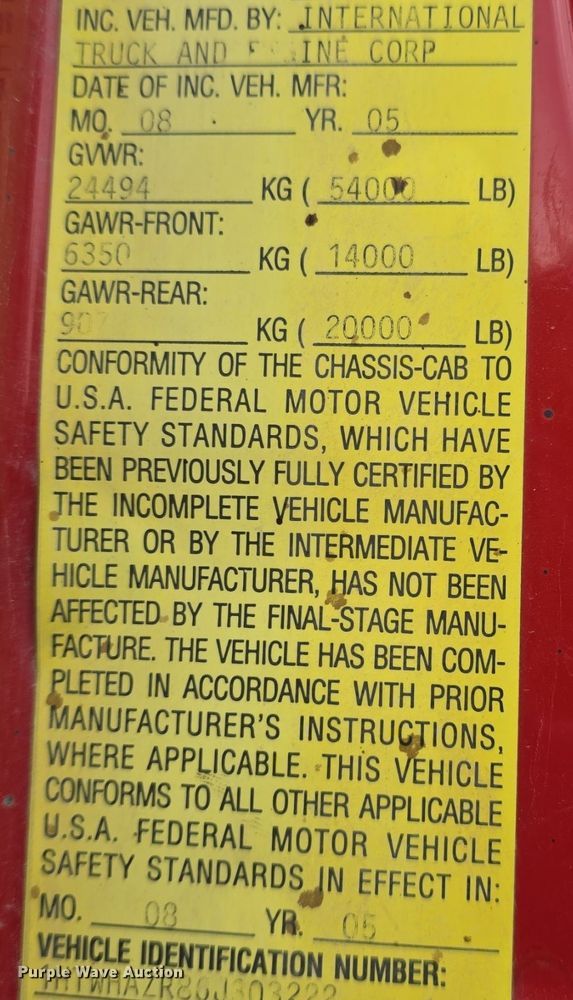 INC. VEH. MFD. BY: INTERNATIONAL
TRUCK AND CORP
DATE OF INC. VEH. MFR:
MO. 08 YR. 05
GVWR:
24494 KG ( 54000 LB)
GAWR-FRONT:
6350 KG ( 14000 LB)
GAWR-REAR:
KG ( 20000 LB)
CONFORMITY OF THE CHASSIS-CAB TO
U.S.A. FEDERAL MOTOR VEHICLE
SAFETY STANDARDS, WHICH HAVE
BEEN PREVIOUSLY FULLY CERTIFIED BY
THE INCOMPLETE VEHICLE MANUFAC-
TURER OR BY THE INTERMEDIATE VE-
HICLE MANUFACTURER, HAS NOT BEEN
AFFECTED BY THE FINAL-STAGE MANU-
FACTURE. THE VEHICLE HAS BEEN COM-
PLETED IN ACCORDANCE WITH PRIOR
MANUFACTURER'S INSTRUCTIONS,
WHERE APPLICABLE. THIS VEHICLE
CONFORMS TO ALL OTHER APPLICABLE
U.S.A. FEDERAL MOTOR VEHICLE
SAFETY STANDARDS IN EFFECT IN:
MO. 08 YR. 05
VEHICLE IDENTIFICATION NUMBER:
Purple Wave Auction